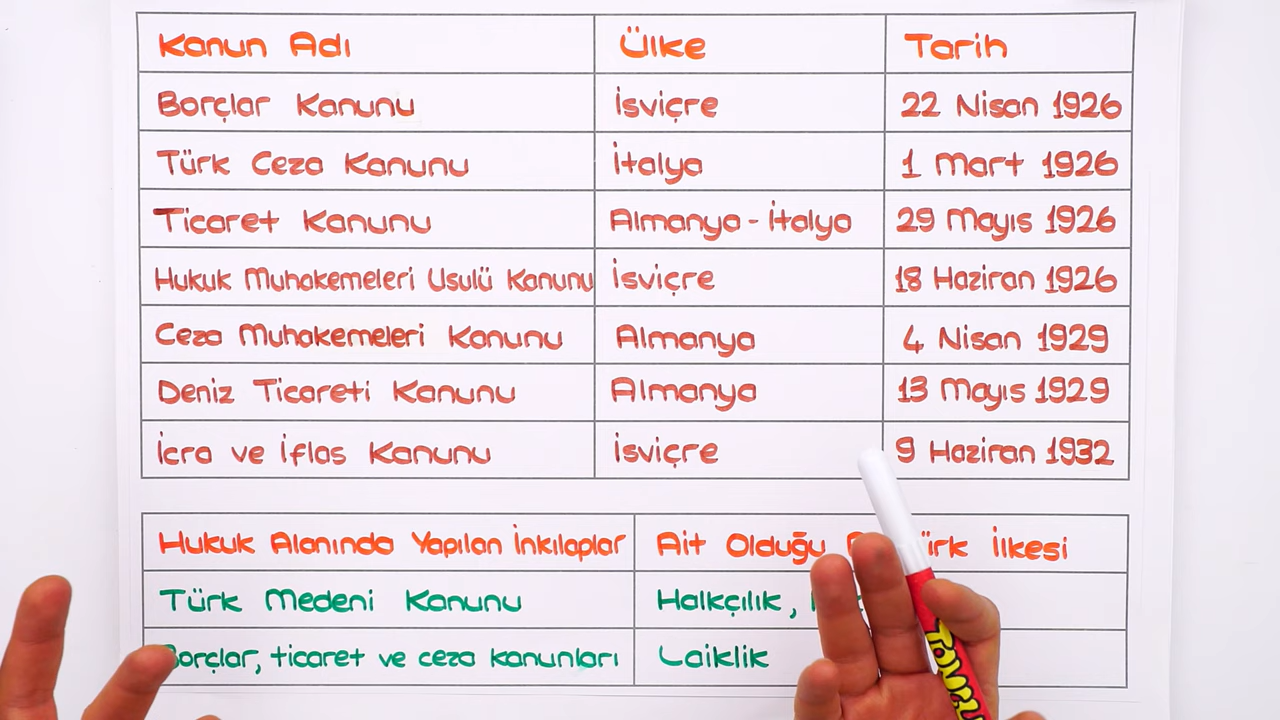 Kanun Adı Ülke Tarih
Borçlar Kanunu İsviçre 22 Nisan 1926
Türk Ceza Kanunu İtalya 1 Mart 1926
Ticaret Kanunu Almanya - İtalya 29 Mayıs 1926
Hukuk Muhakemeleri Usulü Kanunu İsviçre 18 Haziran 1926
Ceza Muhakemeleri Kanunu Almanya 4 Nisan 1929
Deniz Ticareti Kanunu Almanya 13 Mayıs 1929
İcra ve İflas Kanunu İsviçre 9 Haziran 1932
Hukuk Alanında Yapılan İnkılaplar Ait Olduğu İlkesi
Türk Medeni Kanunu Halkçılık,
Borçlar, ticaret ve ceza kanunları Laiklik